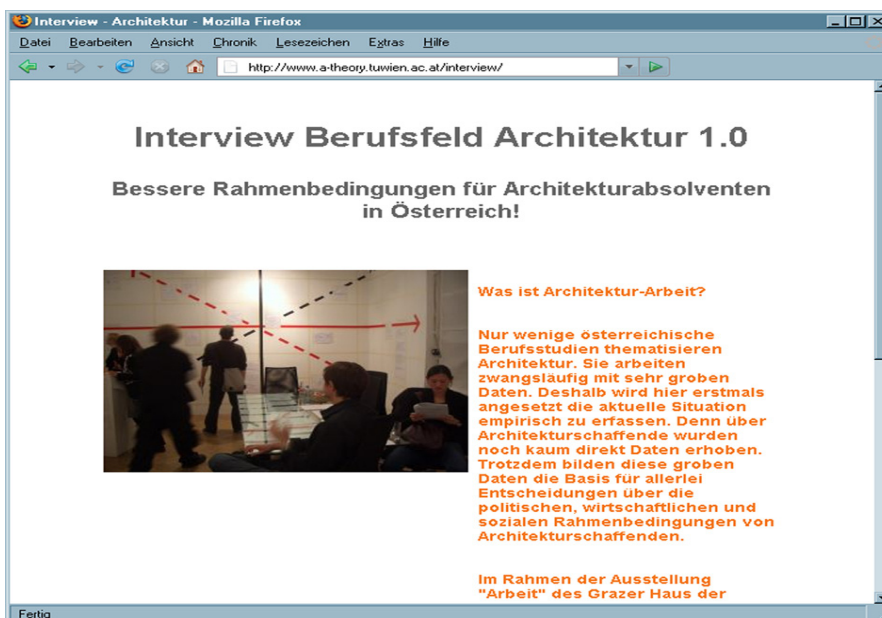 Interview - Architektur - Mozilla Firefox
Datei Bearbeiten Ansicht Chronik Lesezeichen Extras Hilfe
http://www.a-theory.tuwien.ac.at/interview/
Interview Berufsfeld Architektur 1.0
Bessere Rahmenbedingungen für Architekturabsolventen
in Österreich!
Was ist Architektur-Arbeit?
Nur wenige österreichische
Berufsstudien thematisieren
Architektur. Sie arbeiten
zwangsläufig mit sehr groben
Daten. Deshalb wird hier erstmals
angesetzt die aktuelle Situation
empirisch zu erfassen. Denn über
Architekturschaffende wurden
noch kaum direkt Daten erhoben.
Trotzdem bilden diese groben
Daten die Basis für allerlei
Entscheidungen über die
politischen, wirtschaftlichen und
sozialen Rahmenbedingungen von
Architekturschaffenden.
Im Rahmen der Ausstellung
"Arbeit" des Grazer Haus der
Fertig